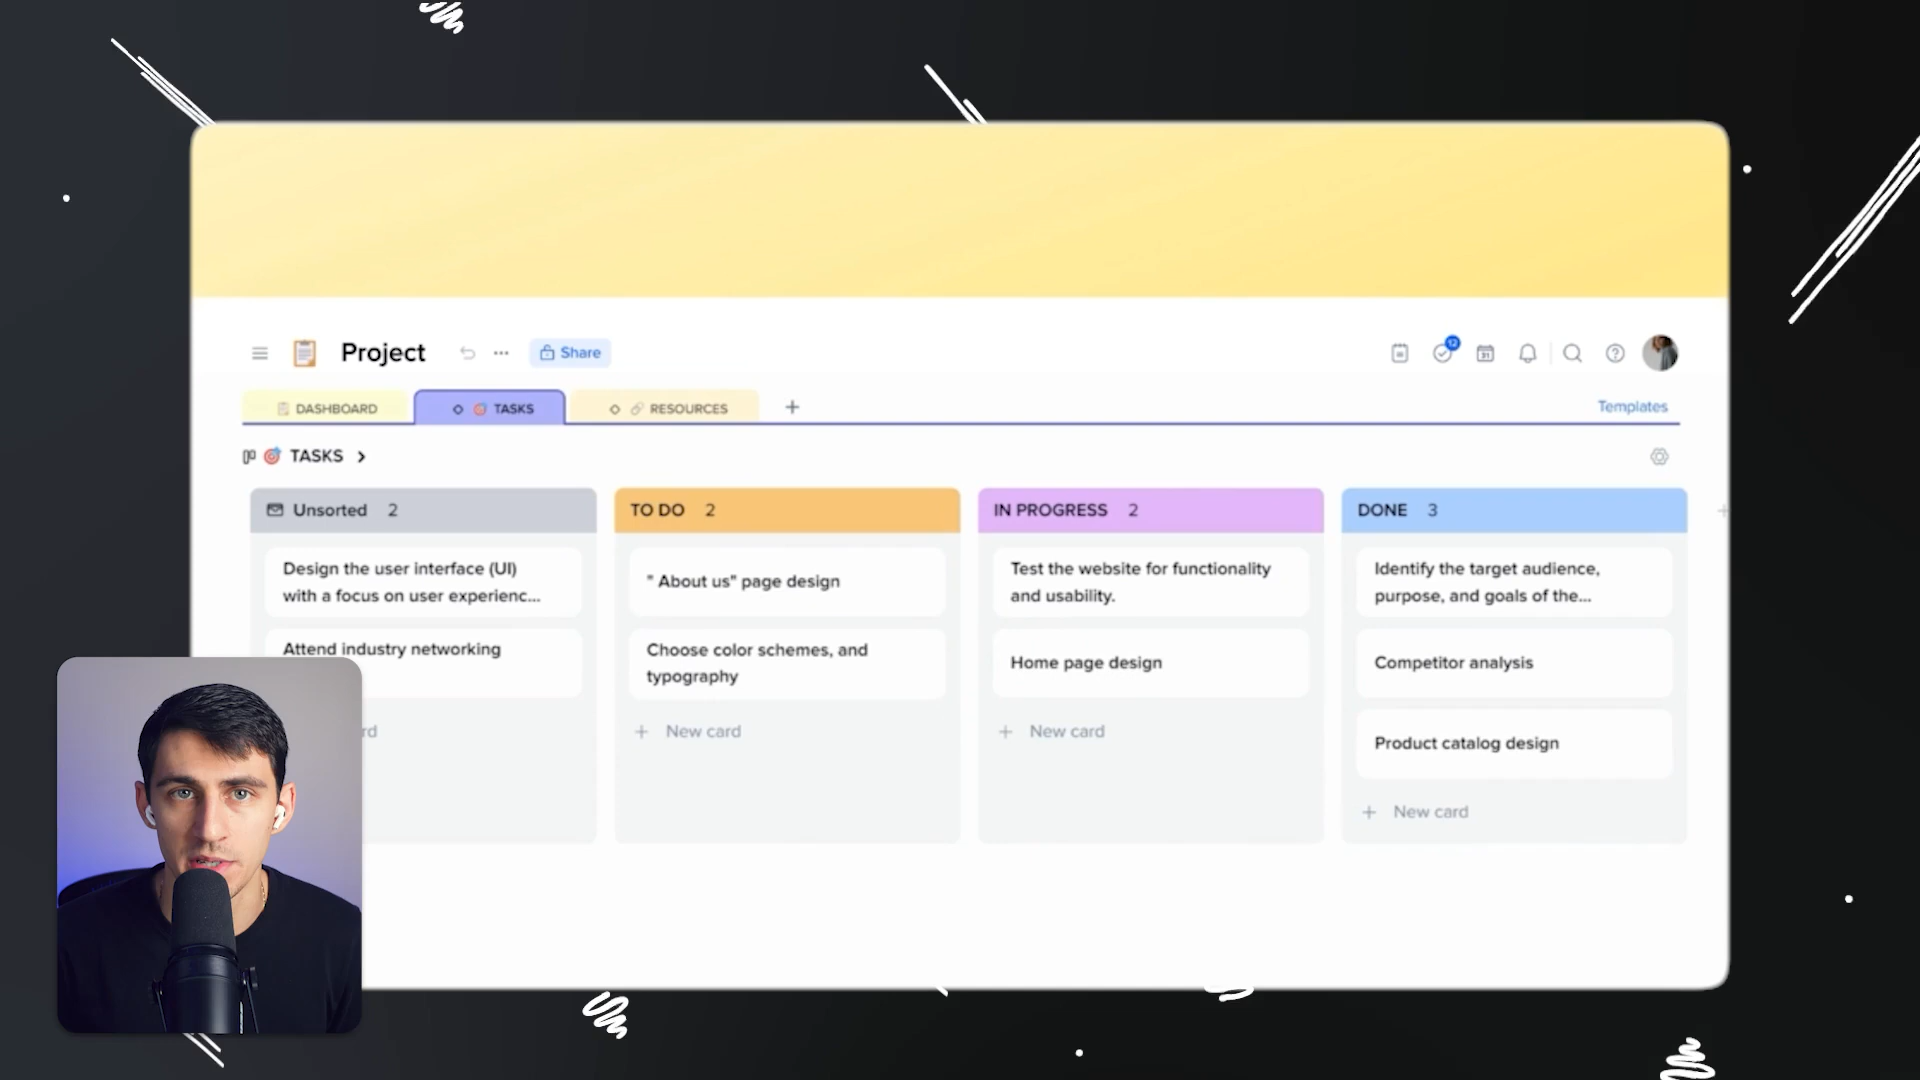 Project
Share
12
31
DASHBOARD
TASKS
RESOURCES
Templates
TASKS
Unsorted 2
Design the user interface (UI)
with a focus on user experienc...
Attend industry networking
rd
TO DO 2
" About us" page design
Choose color schemes, and
typography
+ New card
IN PROGRESS 2
Test the website for functionality
and usability.
Home page design
+ New card
DONE 3
Identify the target audience,
purpose, and goals of the...
Competitor analysis
Product catalog design
+ New card